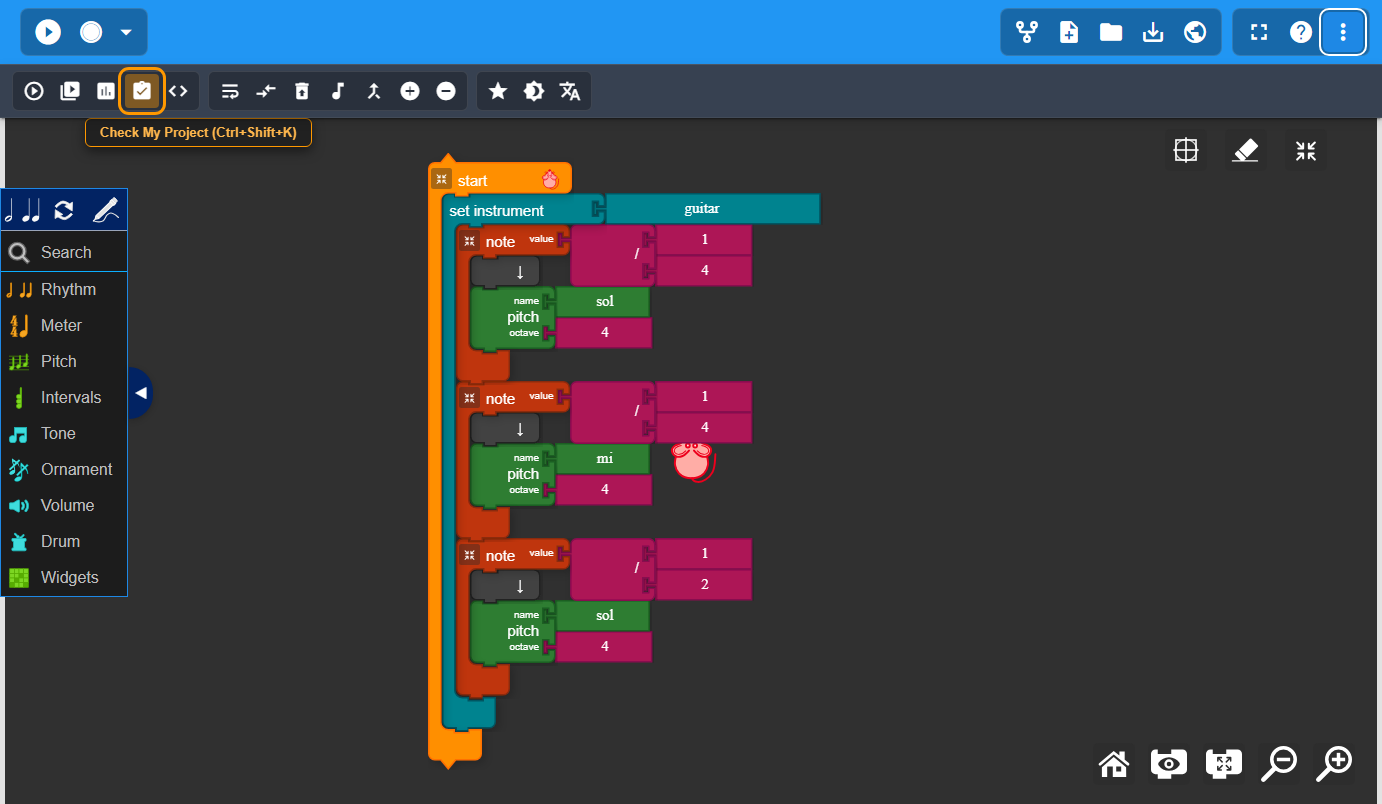 Check My Project (Ctrl+Shift+K)
start
set instrument
guitar
note value
/
1
4
↓
name sol
pitch
octave 4
note value
/
1
4
↓
name mi
pitch
octave 4
note value
/
1
2
↓
name sol
pitch
octave 4
Search
Rhythm
Meter
Pitch
Intervals
Tone
Ornament
Volume
Drum
Widgets